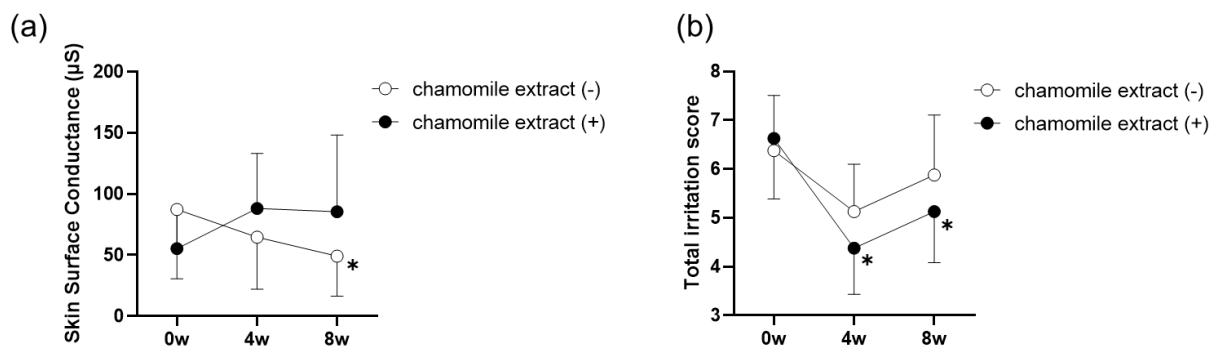 (a)
Skin Surface Conductance (µS)
200
150
100
50
0
0w 4w 8w
*
chamomile extract (-)
chamomile extract (+)
(b)
Total irritation score
8
7
6
5
4
3
0w 4w 8w
*
*
chamomile extract (-)
chamomile extract (+)